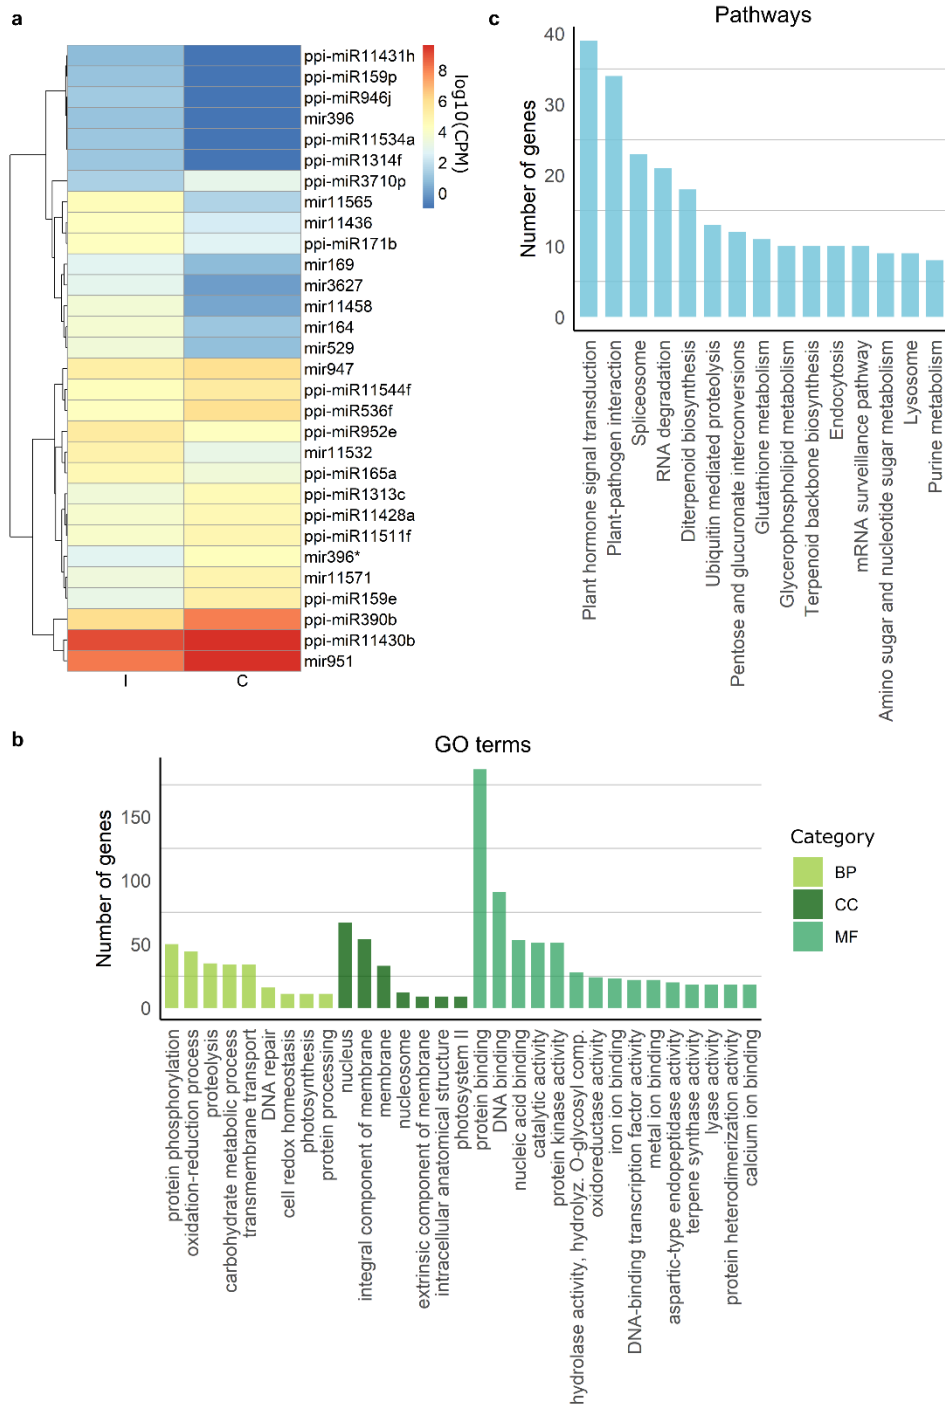 a
ppi-miR11431h
ppi-miR159p
ppi-miR946j
mir396
ppi-miR11534a
ppi-miR1314f
ppi-miR3710p
mir11565
mir11436
ppi-miR171b
mir169
mir3627
mir11458
mir164
mir529
mir947
ppi-miR11544f
ppi-miR536f
ppi-miR952e
mir11532
ppi-miR165a
ppi-miR1313c
ppi-miR11428a
ppi-miR11511f
mir396*
mir11571
ppi-miR159e
ppi-miR390b
ppi-miR11430b
mir951
I
C
8
6
4
2
0
log10(CPM)
c
Pathways
Number of genes
40
30
20
10
0
Plant hormone signal transduction
Plant-pathogen interaction
Spliceosome
RNA degradation
Diterpenoid biosynthesis
Ubiquitin mediated proteolysis
Pentose and glucuronate interconversions
Glutathione metabolism
Glycerophospholipid metabolism
Terpenoid backbone biosynthesis
Endocytosis
mRNA surveillance pathway
Amino sugar and nucleotide sugar metabolism
Lysosome
Purine metabolism
b
GO terms
Number of genes
150
100
50
0
protein phosphorylation
oxidation-reduction process
proteolysis
carbohydrate metabolic process
transmembrane transport
DNA repair
cell redox homeostasis
photosynthesis
protein processing
nucleus
integral component of membrane
membrane
nucleosome
extrinsic component of membrane
intracellular anatomical structure
photosystem II
protein binding
DNA binding
nucleic acid binding
catalytic activity
protein kinase activity
hydrolase activity, hydrolyz. O-glycosyl comp.
oxidoreductase activity
iron ion binding
DNA-binding transcription factor activity
metal ion binding
aspartic-type endopeptidase activity
terpene synthase activity
lyase activity
protein heterodimerization activity
calcium ion binding
Category
BP
CC
MF